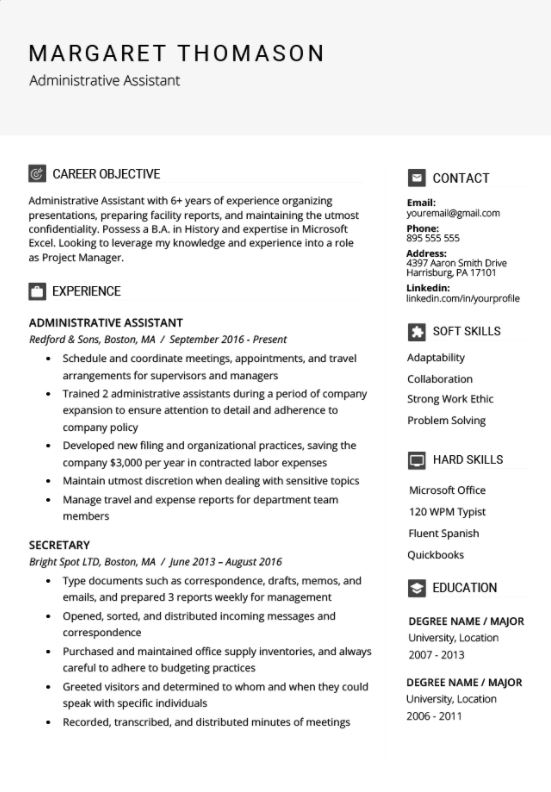 MARGARET THOMASON
Administrative Assistant
CAREER OBJECTIVE
Administrative Assistant with 6+ years of experience organizing
presentations, preparing facility reports, and maintaining the utmost
confidentiality. Possess a B.A. in History and expertise in Microsoft
Excel. Looking to leverage my knowledge and experience into a role
as Project Manager.
EXPERIENCE
ADMINISTRATIVE ASSISTANT
Redford & Sons, Boston, MA / September 2016 - Present
• Schedule and coordinate meetings, appointments, and travel
arrangements for supervisors and managers
• Trained 2 administrative assistants during a period of company
expansion to ensure attention to detail and adherence to
company policy
• Developed new filing and organizational practices, saving the
company $3,000 per year in contracted labor expenses
• Maintain utmost discretion when dealing with sensitive topics
• Manage travel and expense reports for department team
members
SECRETARY
Bright Spot LTD, Boston, MA / June 2013 – August 2016
• Type documents such as correspondence, drafts, memos, and
emails, and prepared 3 reports weekly for management
• Opened, sorted, and distributed incoming messages and
correspondence
• Purchased and maintained office supply inventories, and always
careful to adhere to budgeting practices
• Greeted visitors and determined to whom and when they could
speak with specific individuals
• Recorded, transcribed, and distributed minutes of meetings
CONTACT
Email:
youremail@gmail.com
Phone:
895 555 555
Address:
4397 Aaron Smith Drive
Harrisburg, PA 17101
Linkedin:
linkedin.com/in/yourprofile
SOFT SKILLS
Adaptability
Collaboration
Strong Work Ethic
Problem Solving
HARD SKILLS
Microsoft Office
120 WPM Typist
Fluent Spanish
Quickbooks
EDUCATION
DEGREE NAME / MAJOR
University, Location
2007 - 2013
DEGREE NAME / MAJOR
University, Location
2006 - 2011